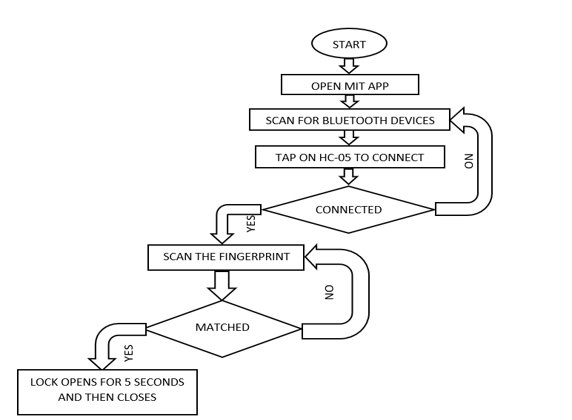 START
OPEN MIT APP
SCAN FOR BLUETOOTH DEVICES
TAP ON HC-05 TO CONNECT
NO
CONNECTED
YES
SCAN THE FINGERPRINT
NO
MATCHED
YES
LOCK OPENS FOR 5 SECONDS
AND THEN CLOSES